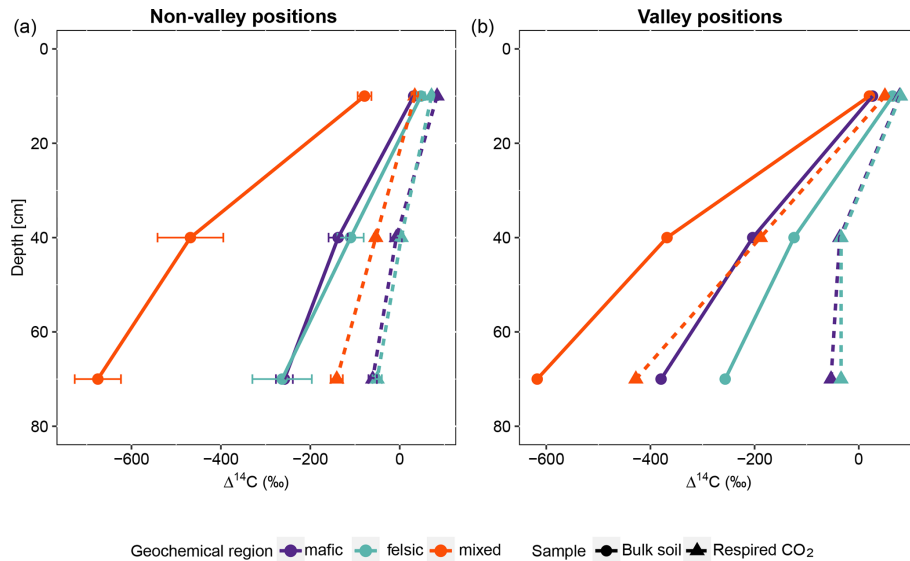 Non-valley positions
Valley positions
(a)
(b)
0
20
40
60
80
Depth [cm]
−600
−400
−200
0
Δ¹⁴C (‰)
0
20
40
60
80
−600
−400
−200
0
Δ¹⁴C (‰)
Geochemical region mafic felsic mixed Sample Bulk soil Respired CO₂